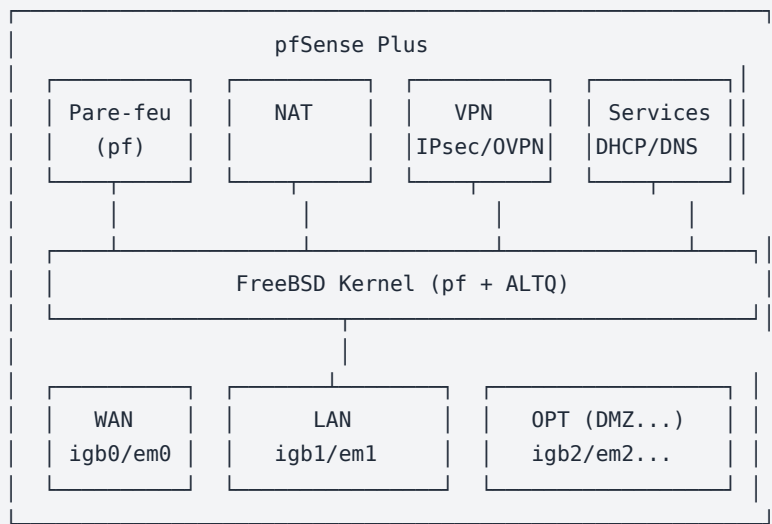 pfSense Plus
Pare-feu NAT VPN Services
(pf) IPsec/OVPN DHCP/DNS
FreeBSD Kernel (pf + ALTQ)
WAN LAN OPT (DMZ...)
igb0/em0 igb1/em1 igb2/em2...